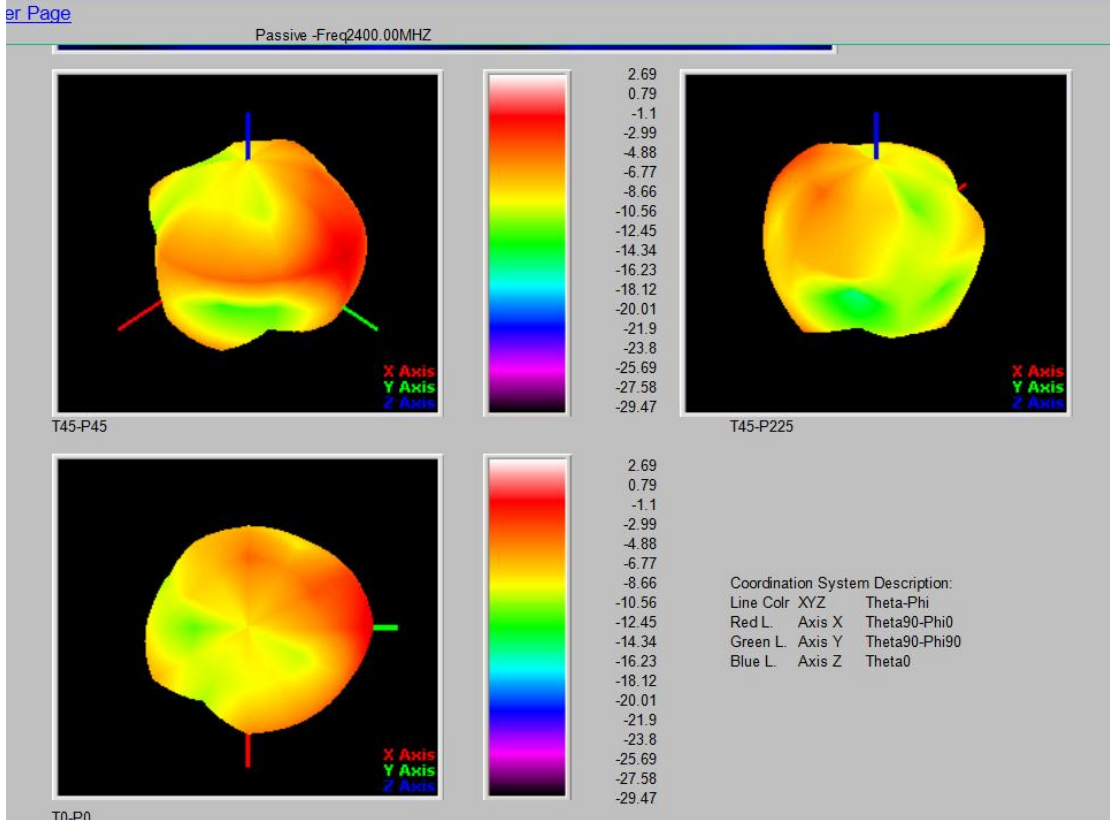 er Page
Passive -Freq2400.00MHZ
2.69
0.79
-1.1
-2.99
-4.88
-6.77
-8.66
-10.56
-12.45
-14.34
-16.23
-18.12
-20.01
-21.9
-23.8
-25.69
-27.58
-29.47
X Axis
Y Axis
Z Axis
T45-P45
X Axis
Y Axis
Z Axis
T45-P225
2.69
0.79
-1.1
-2.99
-4.88
-6.77
-8.66
-10.56
-12.45
-14.34
-16.23
-18.12
-20.01
-21.9
-23.8
-25.69
-27.58
-29.47
X Axis
Y Axis
Z Axis
T0-P0
Coordination System Description:
Line Colr XYZ Theta-Phi
Red L. Axis X Theta90-Phi0
Green L. Axis Y Theta90-Phi90
Blue L. Axis Z Theta0